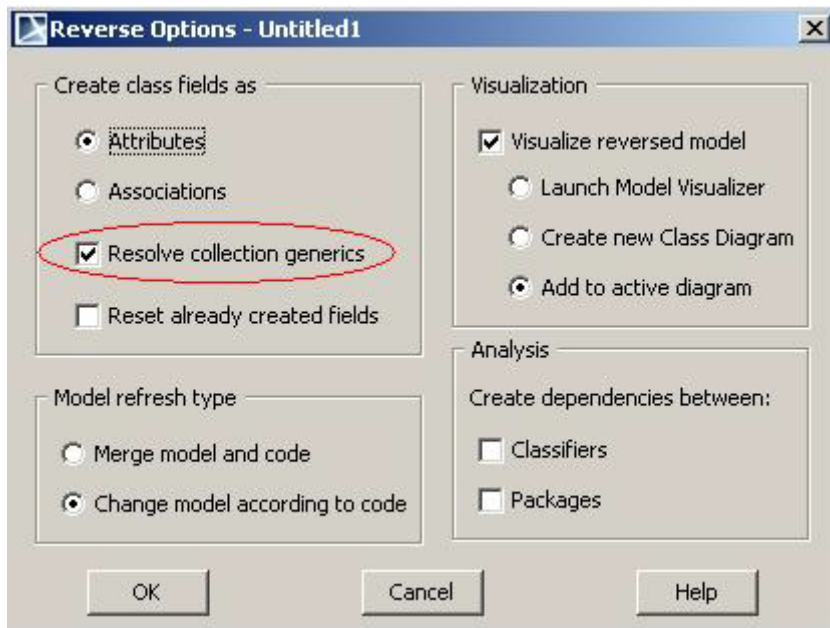 Reverse Options - Untitled1
Create class fields as
Attributes
Associations
Resolve collection generics
Reset already created fields
Model refresh type
Merge model and code
Change model according to code
Visualization
Visualize reversed model
Launch Model Visualizer
Create new Class Diagram
Add to active diagram
Analysis
Create dependencies between:
Classifiers
Packages
OK
Cancel
Help